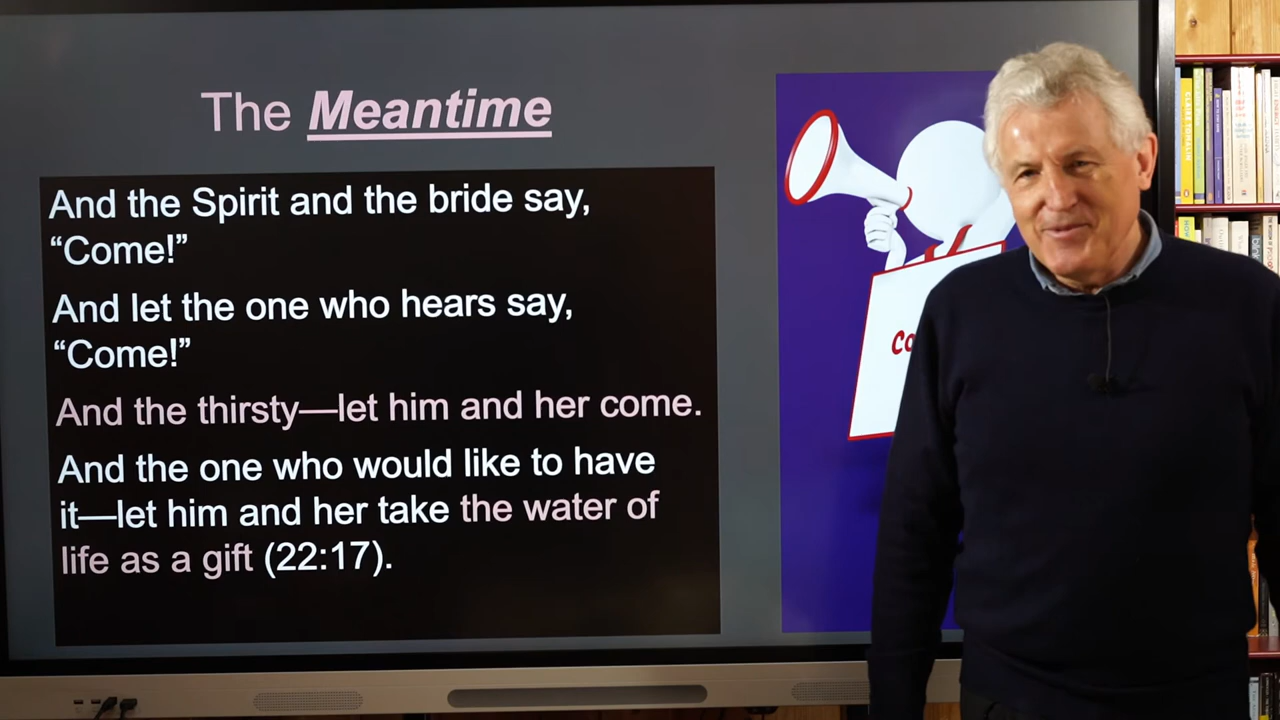 The Meantime
And the Spirit and the bride say,
“Come!”
And let the one who hears say,
“Come!”
And the thirsty—let him and her come.
And the one who would like to have
it—let him and her take the water of
life as a gift (22:17).
CLAIRE TOMALIN